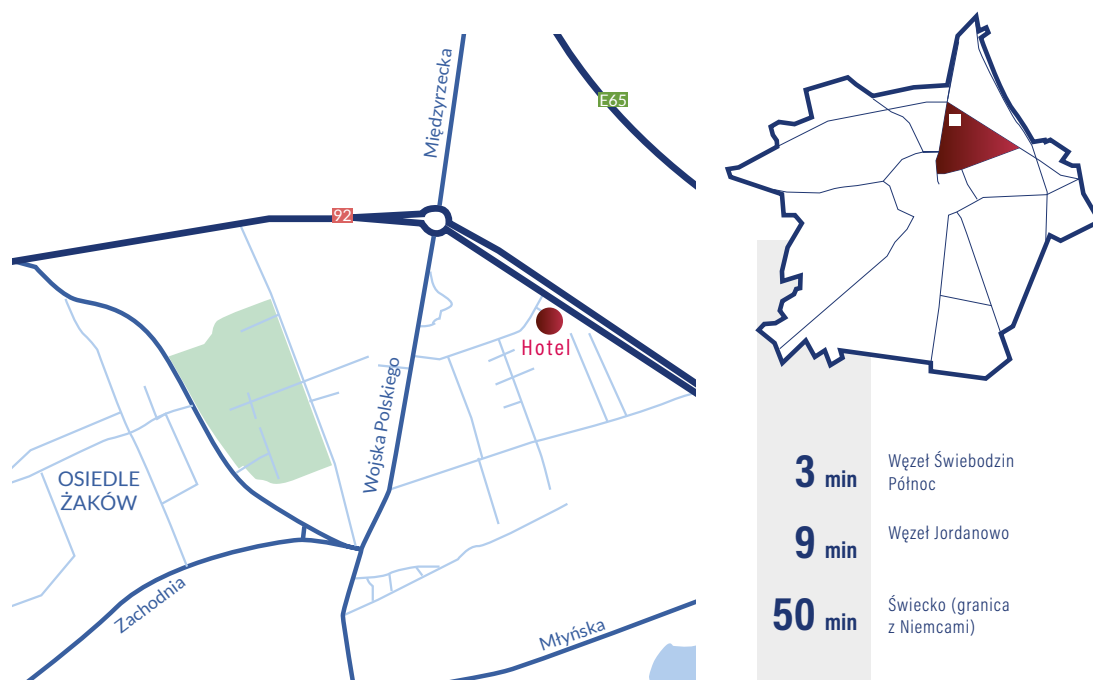 Międzyrzecka
E65
92
Hotel
Wojska Polskiego
OSIEDLE
ŻAKÓW
Zachodnia
Młyńska
3 min
Węzeł Świebodzin
Północ
9 min
Węzeł Jordanowo
50 min
Świecko (granica
z Niemcami)